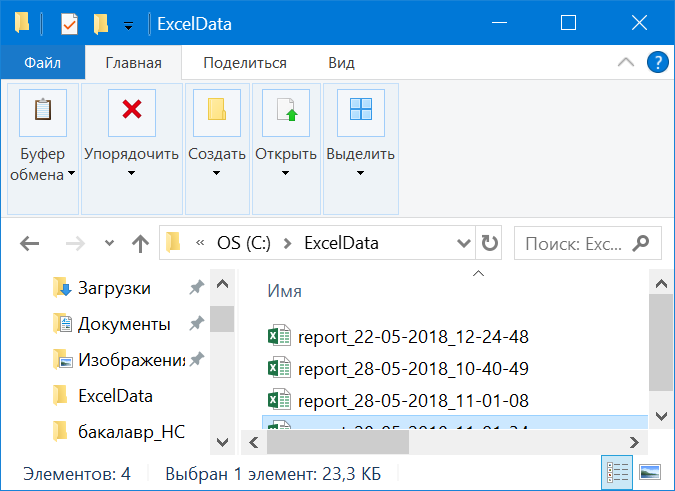 ExcelData
Файл Главная Поделиться Вид
?
Буфер обмена
Упорядочить
Создать
Открыть
Выделить
« OS (C:) ExcelData
Поиск: Exc...
Загрузки
Документы
Изображения
ExcelData
бакалавр_НС
Имя
report_22-05-2018_12-24-48
report_28-05-2018_10-40-49
report_28-05-2018_11-01-08
Элементов: 4 Выбран 1 элемент: 23,3 КБ